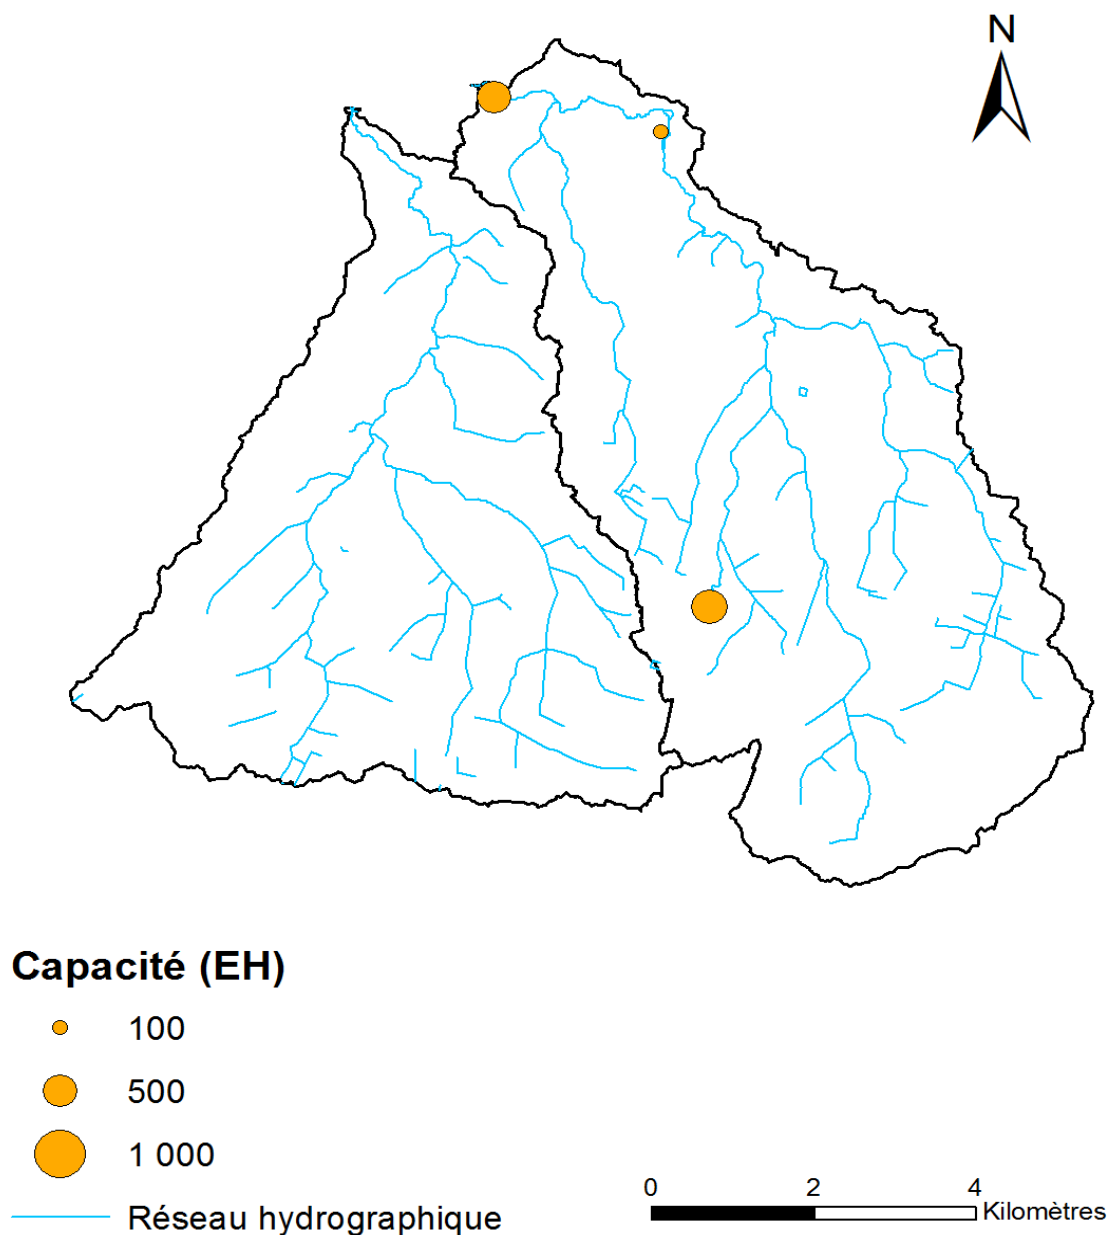 N
Capacité (EH)
100
500
1 000
Réseau hydrographique
0 2 4
Kilomètres